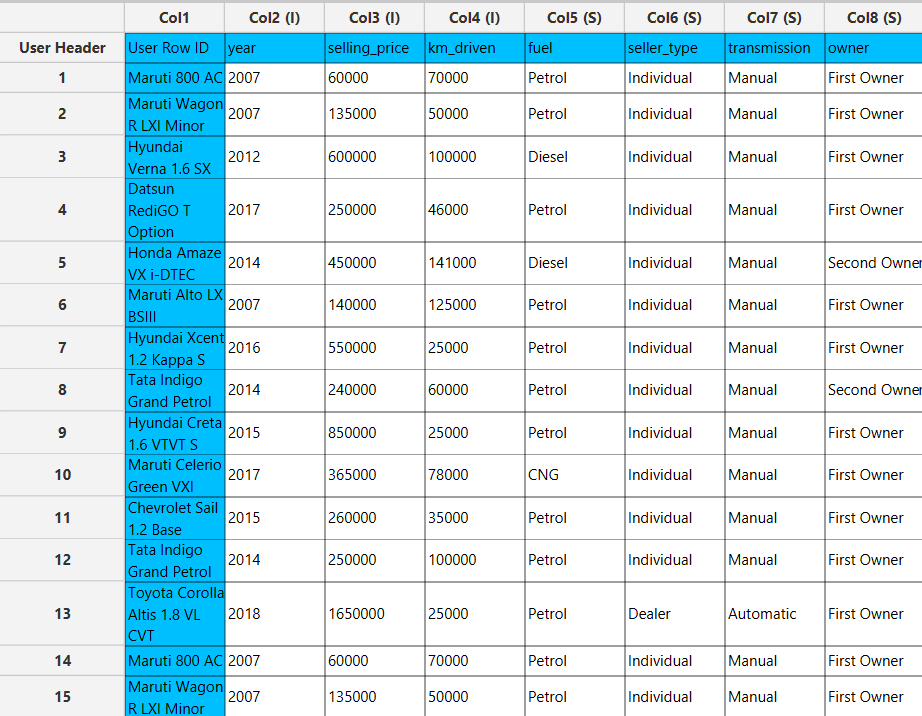 Col1 Col2 (I) Col3 (I) Col4 (I) Col5 (S) Col6 (S) Col7 (S) Col8 (S)
User Header User Row ID year selling_price km_driven fuel seller_type transmission owner
1 Maruti 800 AC 2007 60000 70000 Petrol Individual Manual First Owner
2 Maruti Wagon R LXI Minor 2007 135000 50000 Petrol Individual Manual First Owner
3 Hyundai Verna 1.6 SX 2012 600000 100000 Diesel Individual Manual First Owner
4 Datsun RediGO T Option 2017 250000 46000 Petrol Individual Manual First Owner
5 Honda Amaze VX i-DTEC 2014 450000 141000 Diesel Individual Manual Second Owner
6 Maruti Alto LX BSIII 2007 140000 125000 Petrol Individual Manual First Owner
7 Hyundai Xcent 1.2 Kappa S 2016 550000 25000 Petrol Individual Manual First Owner
8 Tata Indigo Grand Petrol 2014 240000 60000 Petrol Individual Manual Second Owner
9 Hyundai Creta 1.6 VTVT S 2015 850000 25000 Petrol Individual Manual First Owner
10 Maruti Celerio Green VXI 2017 365000 78000 CNG Individual Manual First Owner
11 Chevrolet Sail 1.2 Base 2015 260000 35000 Petrol Individual Manual First Owner
12 Tata Indigo Grand Petrol 2014 250000 100000 Petrol Individual Manual First Owner
13 Toyota Corolla Altis 1.8 VL CVT 2018 1650000 25000 Petrol Dealer Automatic First Owner
14 Maruti 800 AC 2007 60000 70000 Petrol Individual Manual First Owner
15 Maruti Wagon R LXI Minor 2007 135000 50000 Petrol Individual Manual First Owner